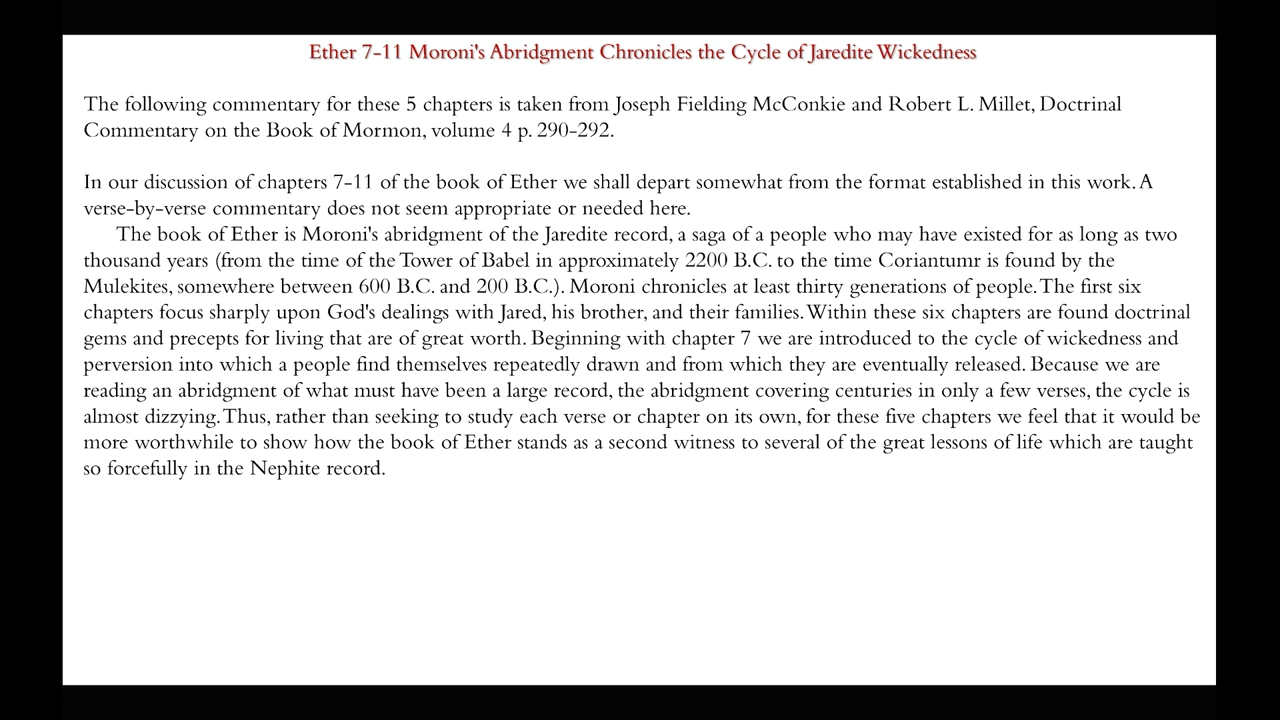 Ether 7-11 Moroni's Abridgment Chronicles the Cycle of Jaredite Wickedness
The following commentary for these 5 chapters is taken from Joseph Fielding McConkie and Robert L. Millet, Doctrinal
Commentary on the Book of Mormon, volume 4 p. 290-292.
In our discussion of chapters 7-11 of the book of Ether we shall depart somewhat from the format established in this work. A
verse-by-verse commentary does not seem appropriate or needed here.
The book of Ether is Moroni's abridgment of the Jaredite record, a saga of a people who may have existed for as long as two
thousand years (from the time of the Tower of Babel in approximately 2200 B.C. to the time Coriantumr is found by the
Mulekites, somewhere between 600 B.C. and 200 B.C.). Moroni chronicles at least thirty generations of people. The first six
chapters focus sharply upon God's dealings with Jared, his brother, and their families. Within these six chapters are found doctrinal
gems and precepts for living that are of great worth. Beginning with chapter 7 we are introduced to the cycle of wickedness and
perversion into which a people find themselves repeatedly drawn and from which they are eventually released. Because we are
reading an abridgment of what must have been a large record, the abridgment covering centuries in only a few verses, the cycle is
almost dizzying. Thus, rather than seeking to study each verse or chapter on its own, for these five chapters we feel that it would be
more worthwhile to show how the book of Ether stands as a second witness to several of the great lessons of life which are taught
so forcefully in the Nephite record.